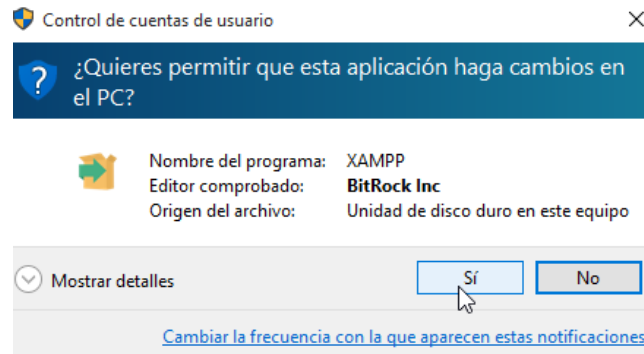 Control de cuentas de usuario
¿Quieres permitir que esta aplicación haga cambios en
el PC?
Nombre del programa: XAMPP
Editor comprobado: BitRock Inc
Origen del archivo: Unidad de disco duro en este equipo
Mostrar detalles Sí No
Cambiar la frecuencia con la que aparecen estas notificaciones